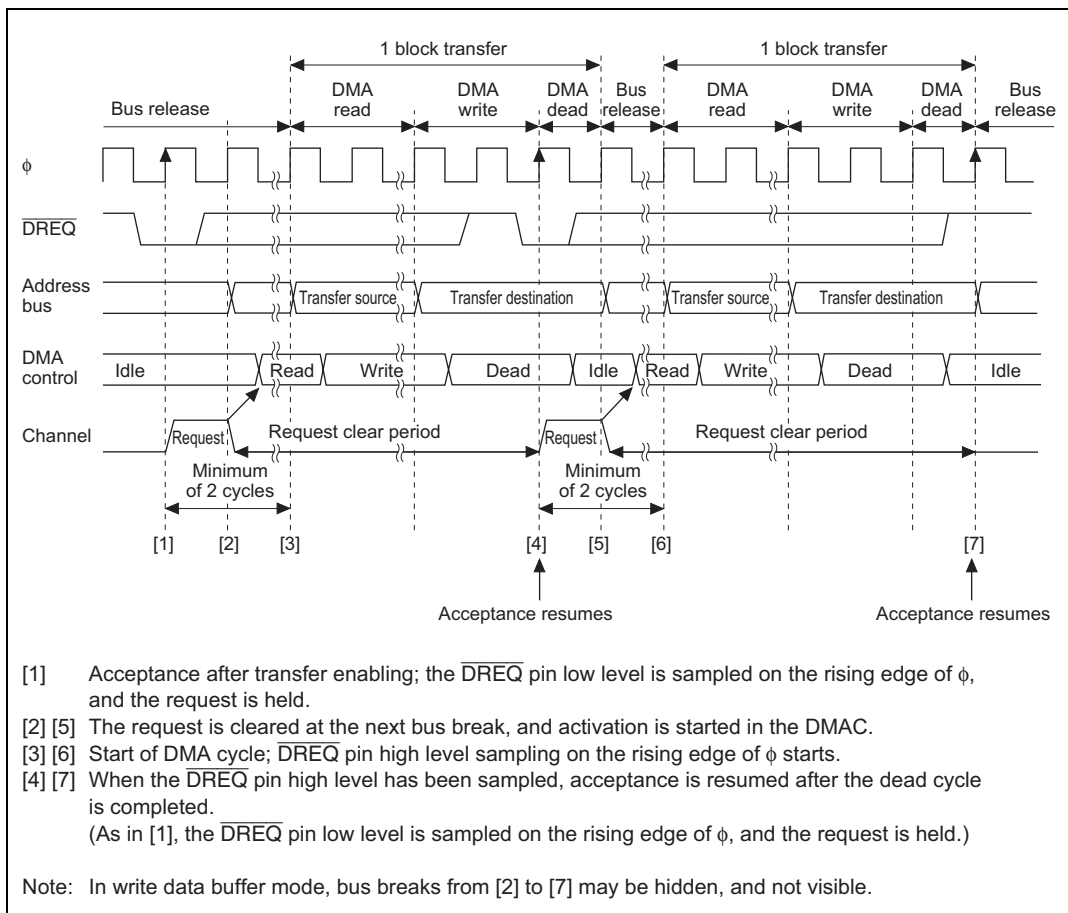 1 block transfer 1 block transfer
Bus release DMA read DMA write DMA dead Bus release DMA read DMA write DMA dead Bus release
ϕ
DREQ
Address bus Transfer source Transfer destination Transfer source Transfer destination
DMA control Idle Read Write Dead Idle Read Write Dead Idle
Channel Request Request clear period Request Request clear period
Minimum of 2 cycles Minimum of 2 cycles
[1] [2] [3] [4] [5] [6] [7]
Acceptance resumes Acceptance resumes
[1] Acceptance after transfer enabling; the DREQ pin low level is sampled on the rising edge of ϕ,
and the request is held.
[2] [5] The request is cleared at the next bus break, and activation is started in the DMAC.
[3] [6] Start of DMA cycle; DREQ pin high level sampling on the rising edge of ϕ starts.
[4] [7] When the DREQ pin high level has been sampled, acceptance is resumed after the dead cycle
is completed.
(As in [1], the DREQ pin low level is sampled on the rising edge of ϕ, and the request is held.)
Note: In write data buffer mode, bus breaks from [2] to [7] may be hidden, and not visible.